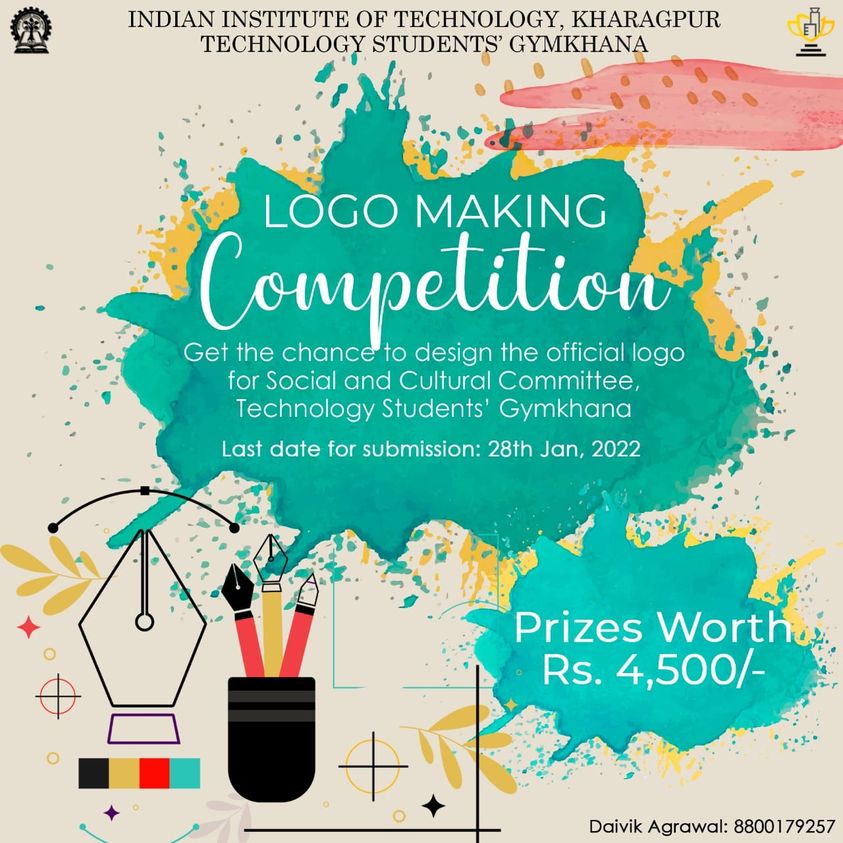 INDIAN INSTITUTE OF TECHNOLOGY, KHARAGPUR
TECHNOLOGY STUDENTS' GYMKHANA
LOGO MAKING
Competition
Get the chance to design the official logo
for Social and Cultural Committee,
Technology Students' Gymkhana
Last date for submission: 28th Jan, 2022
Prizes Worth
Rs. 4,500/-
Daivik Agrawal: 8800179257